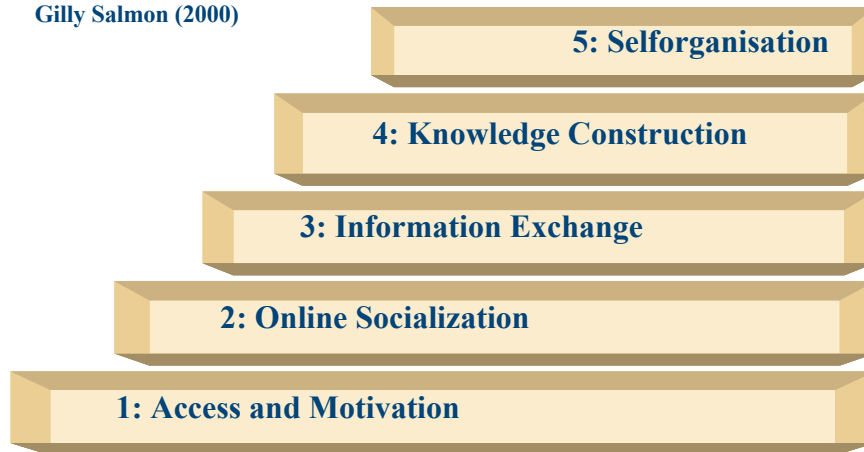 Gilly Salmon (2000)
5: Selforganisation
4: Knowledge Construction
3: Information Exchange
2: Online Socialization
1: Access and Motivation